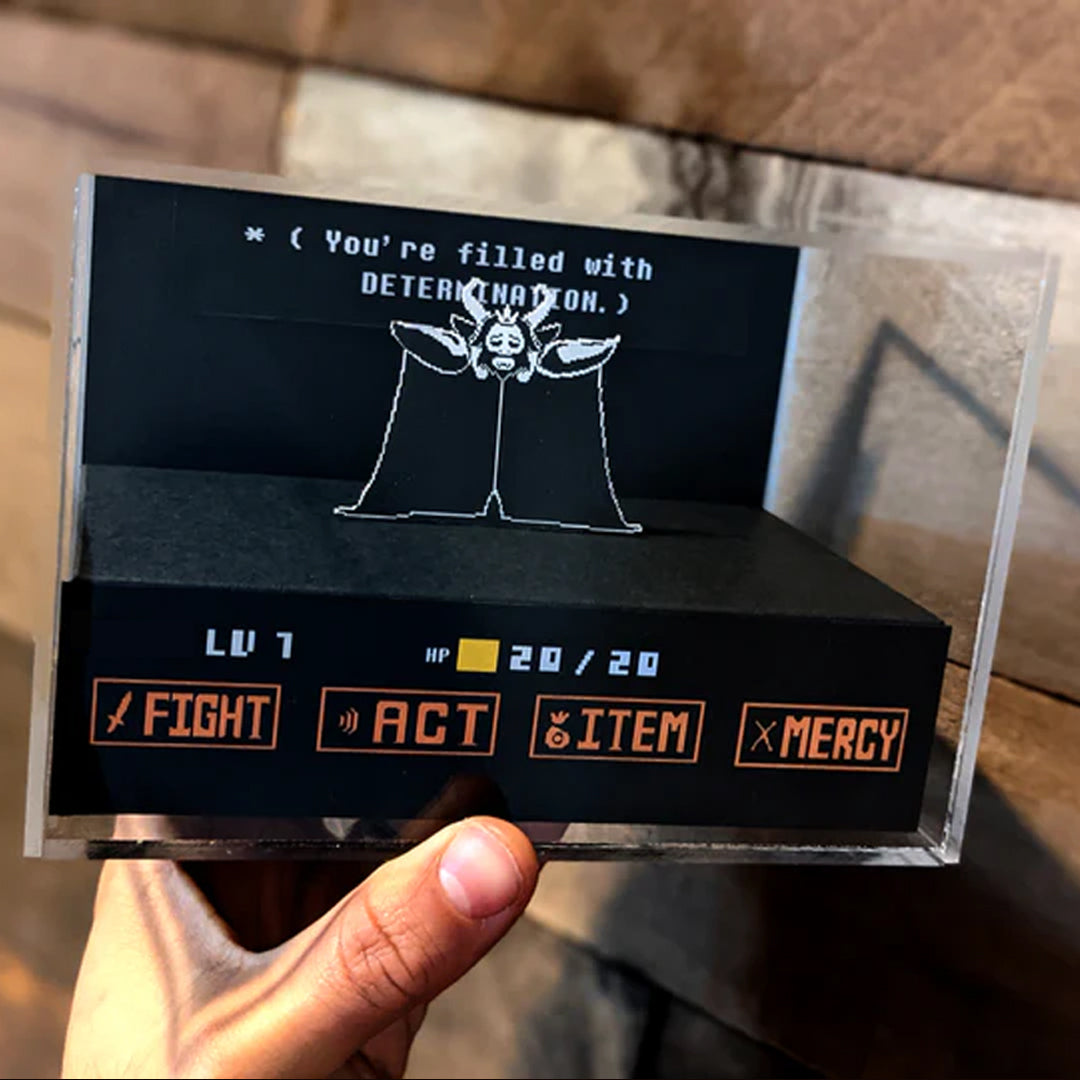 * ( You're filled with
DETERMINATION. )
LV 1 HP 20/20
FIGHT ACT ITEM MERCY